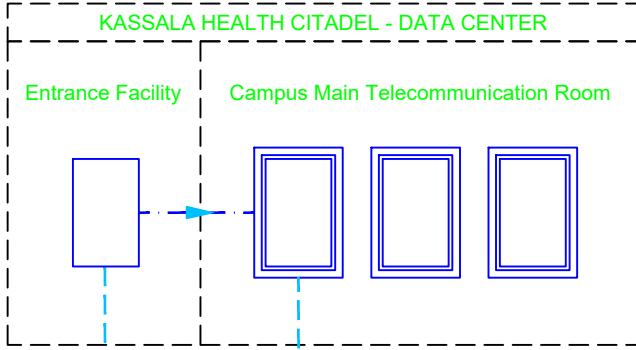 KASSALA HEALTH CITADEL - DATA CENTER
Entrance Facility
Campus Main Telecommunication Room